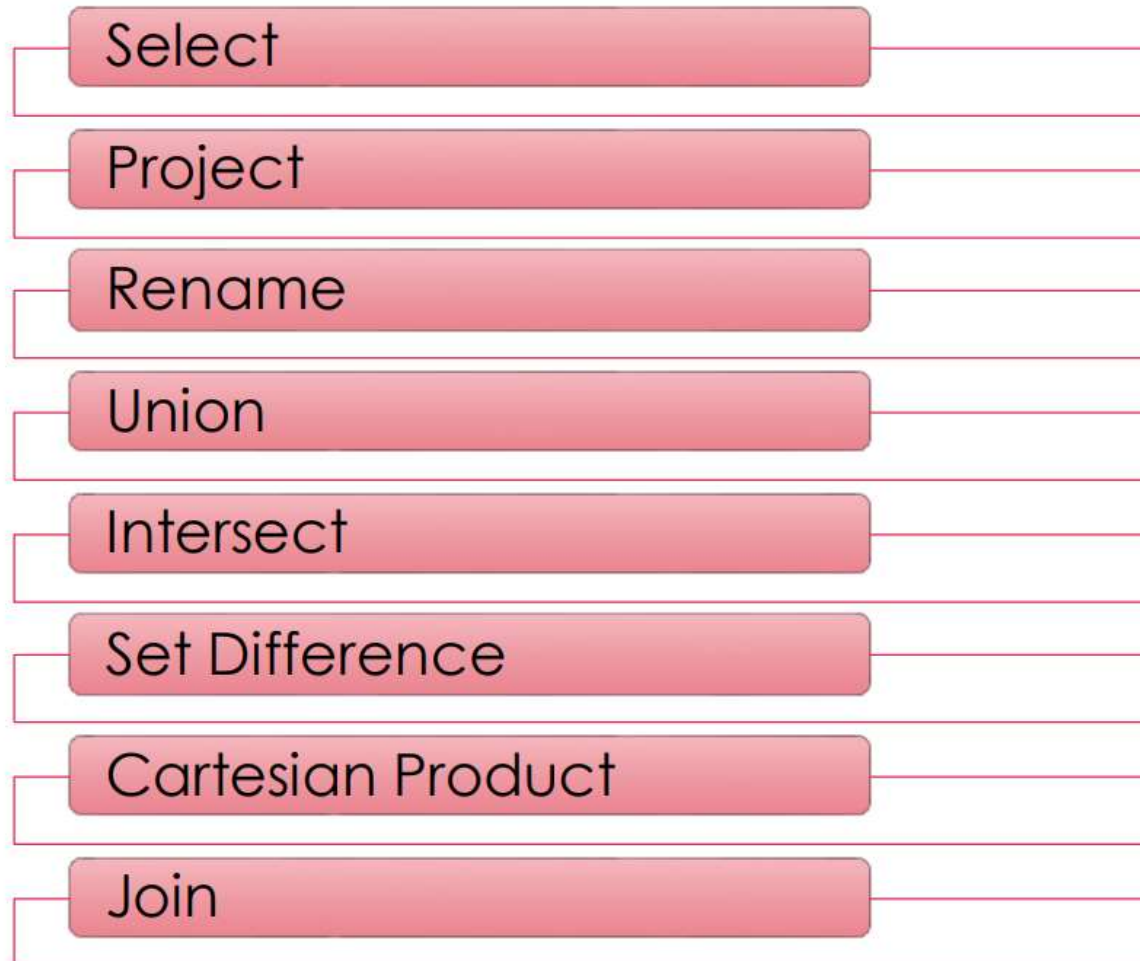 Select
Project
Rename
Union
Intersect
Set Difference
Cartesian Product
Join